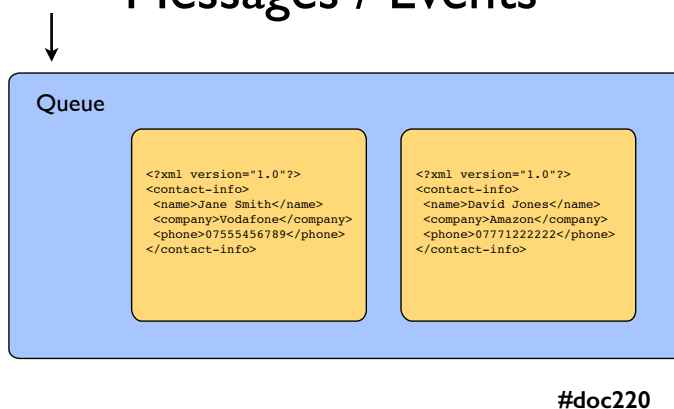 Messages / Events
Queue
<?xml version="1.0"?>
<contact-info>
<name>Jane Smith</name>
<company>Vodafone</company>
<phone>07555456789</phone>
</contact-info>
<?xml version="1.0"?>
<contact-info>
<name>David Jones</name>
<company>Amazon</company>
<phone>07771222222</phone>
</contact-info>
#doc220